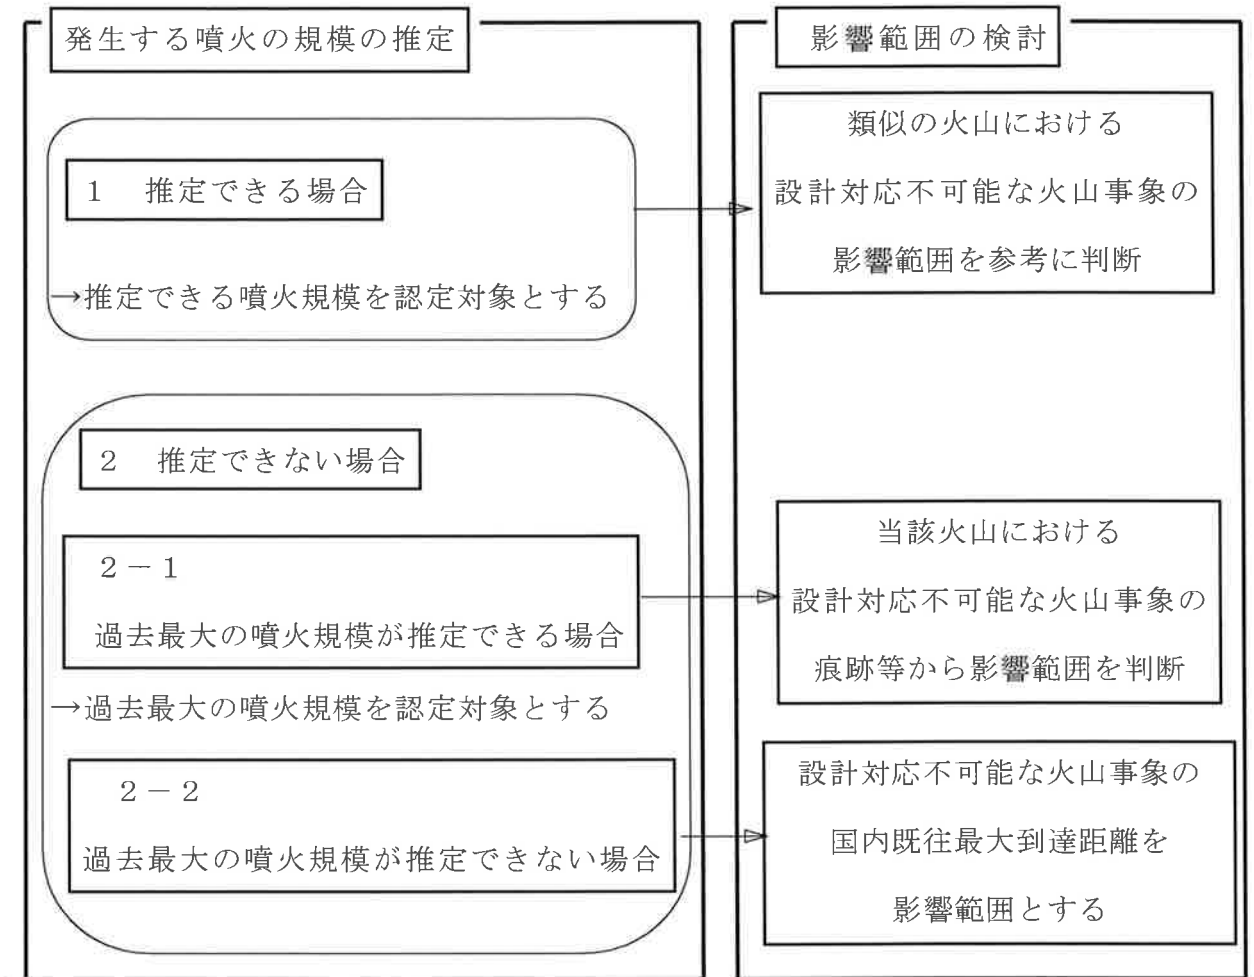 発生する噴火の規模の推定
1　推定できる場合
→推定できる噴火規模を認定対象とする
2　推定できない場合
2－1
過去最大の噴火規模が推定できる場合
→過去最大の噴火規模を認定対象とする
2－2
過去最大の噴火規模が推定できない場合
影響範囲の検討
類似の火山における
設計対応不可能な火山事象の
影響範囲を参考に判断
当該火山における
設計対応不可能な火山事象の
痕跡等から影響範囲を判断
設計対応不可能な火山事象の
国内既往最大到達距離を
影響範囲とする